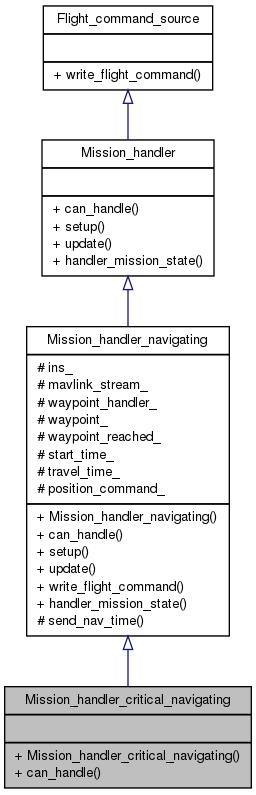 Flight_command_source
+ write_flight_command()
Mission_handler
+ can_handle()
+ setup()
+ update()
+ handler_mission_state()
Mission_handler_navigating
# ins_
# mavlink_stream_
# waypoint_handler_
# waypoint_
# waypoint_reached_
# start_time_
# travel_time_
# position_command_
+ Mission_handler_navigating()
+ can_handle()
+ setup()
+ update()
+ write_flight_command()
+ handler_mission_state()
# send_nav_time()
Mission_handler_critical_navigating
+ Mission_handler_critical_navigating()
+ can_handle()